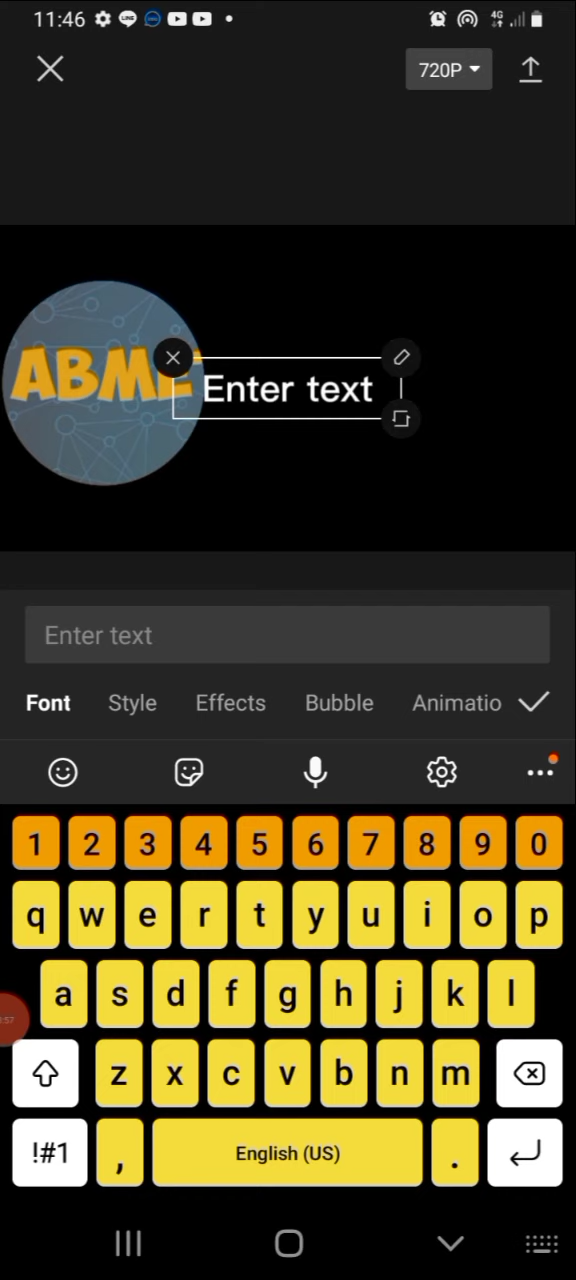 11:46
4G
720P
ABME
Enter text
Enter text
Font Style Effects Bubble Animatio
1 2 3 4 5 6 7 8 9 0
q w e r t y u i o p
a s d f g h j k l
z x c v b n m
!#1 , English (US) .